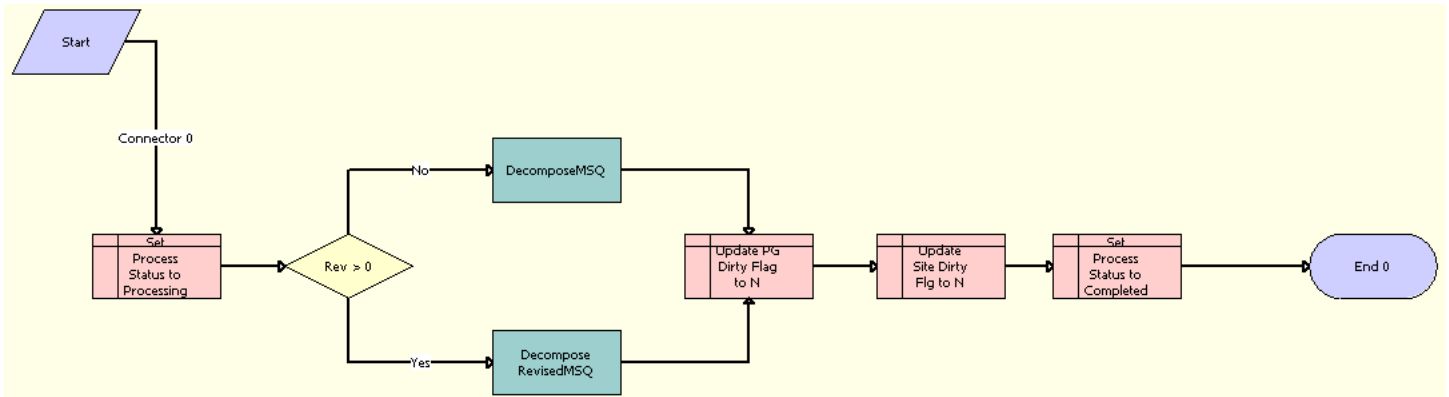 Start
Connector 0
Set
Process
Status to
Processing
Rev > 0
No
DecomposeMSQ
Yes
Decompose
RevisedMSQ
Update PG
Dirty Flag
to N
Update
Site Dirty
Flg to N
Set
Process
Status to
Completed
End 0